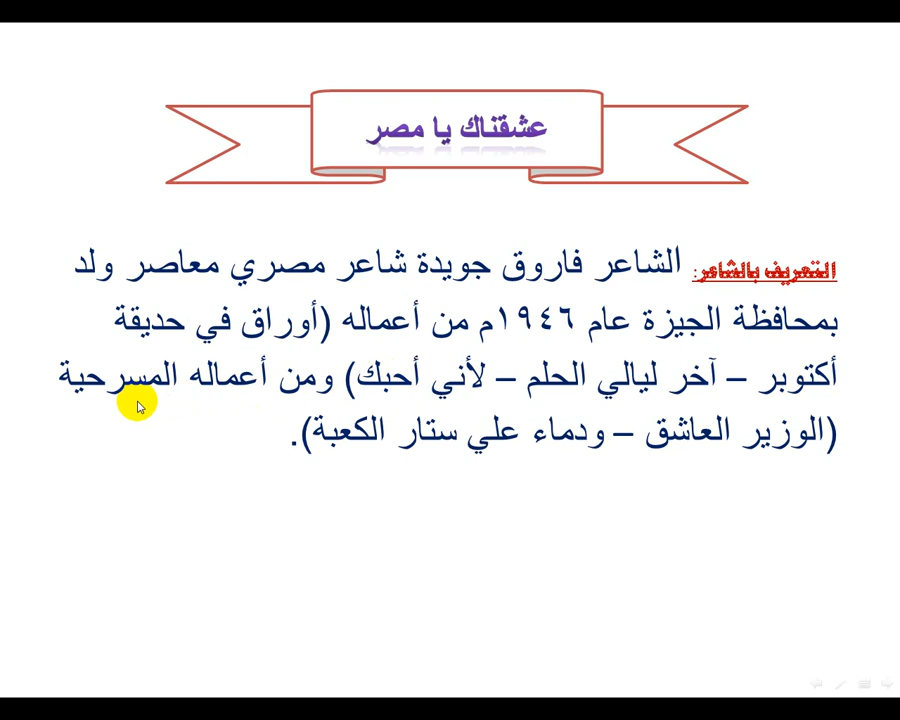 عشقناك يا مصر
التعريف بالشاعر: الشاعر فاروق جويدة شاعر مصري معاصر ولد
بمحافظة الجيزة عام ١٩٤٦م من أعماله (أوراق في حديقة
أكتوبر – آخر ليالي الحلم – لأني أحبك) ومن أعماله المسرحية
(الوزير العاشق – ودماء علي ستار الكعبة).